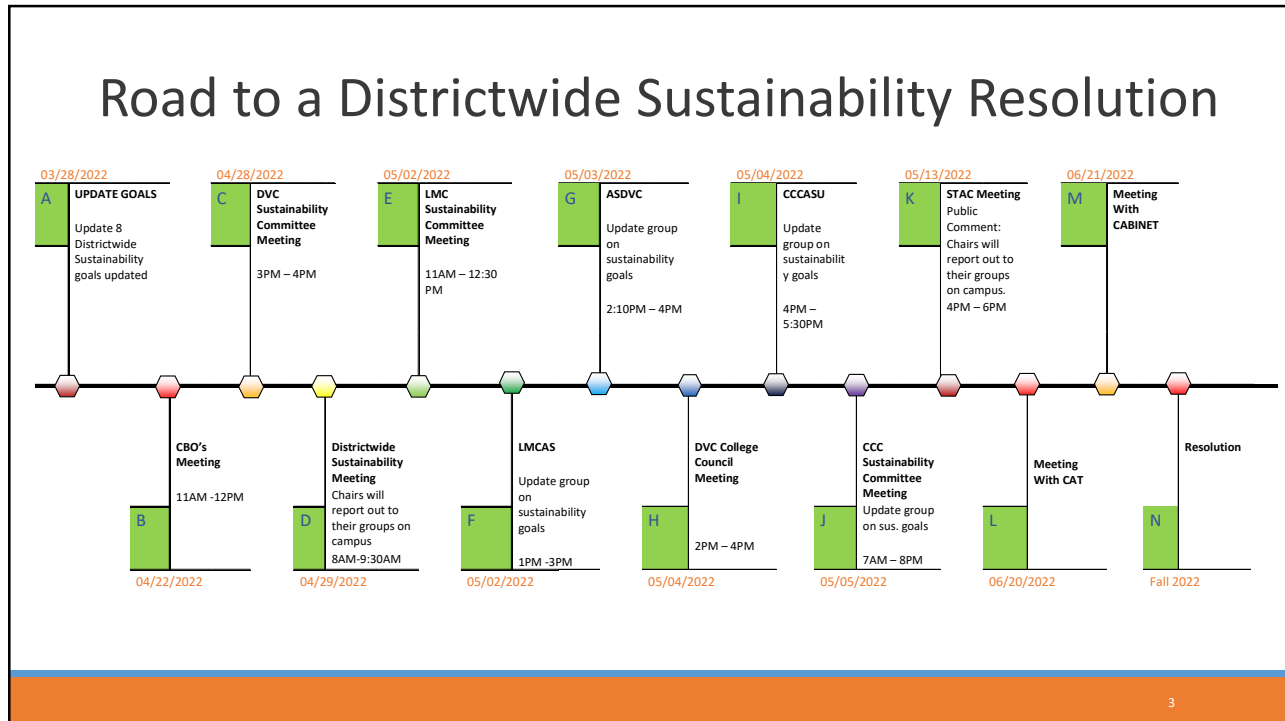 Road to a Districtwide Sustainability Resolution
03/28/2022
A
UPDATE GOALS
Update 8
Districtwide
Sustainability
goals updated
04/28/2022
C
DVC
Sustainability
Committee
Meeting
3PM – 4PM
05/02/2022
E
LMC
Sustainability
Committee
Meeting
11AM – 12:30
PM
05/03/2022
G
ASDVC
Update group
on
sustainability
goals
2:10PM – 4PM
05/04/2022
I
CCCASU
Update
group on
sustainabilit
y goals
4PM –
5:30PM
05/13/2022
K
STAC Meeting
Public
Comment:
Chairs will
report out to
their groups
on campus.
4PM – 6PM
06/21/2022
M
Meeting
With
CABINET
CBO's
Meeting
11AM -12PM
B
04/22/2022
Districtwide
Sustainability
Meeting
Chairs will
report out to
their groups on
campus
8AM-9:30AM
D
04/29/2022
LMCAS
Update group
on
sustainability
goals
1PM -3PM
F
05/02/2022
DVC College
Council
Meeting
2PM – 4PM
H
05/04/2022
CCC
Sustainability
Committee
Meeting
Update group
on sus. goals
7AM – 8PM
J
05/05/2022
Meeting
With CAT
L
06/20/2022
Resolution
N
Fall 2022
3